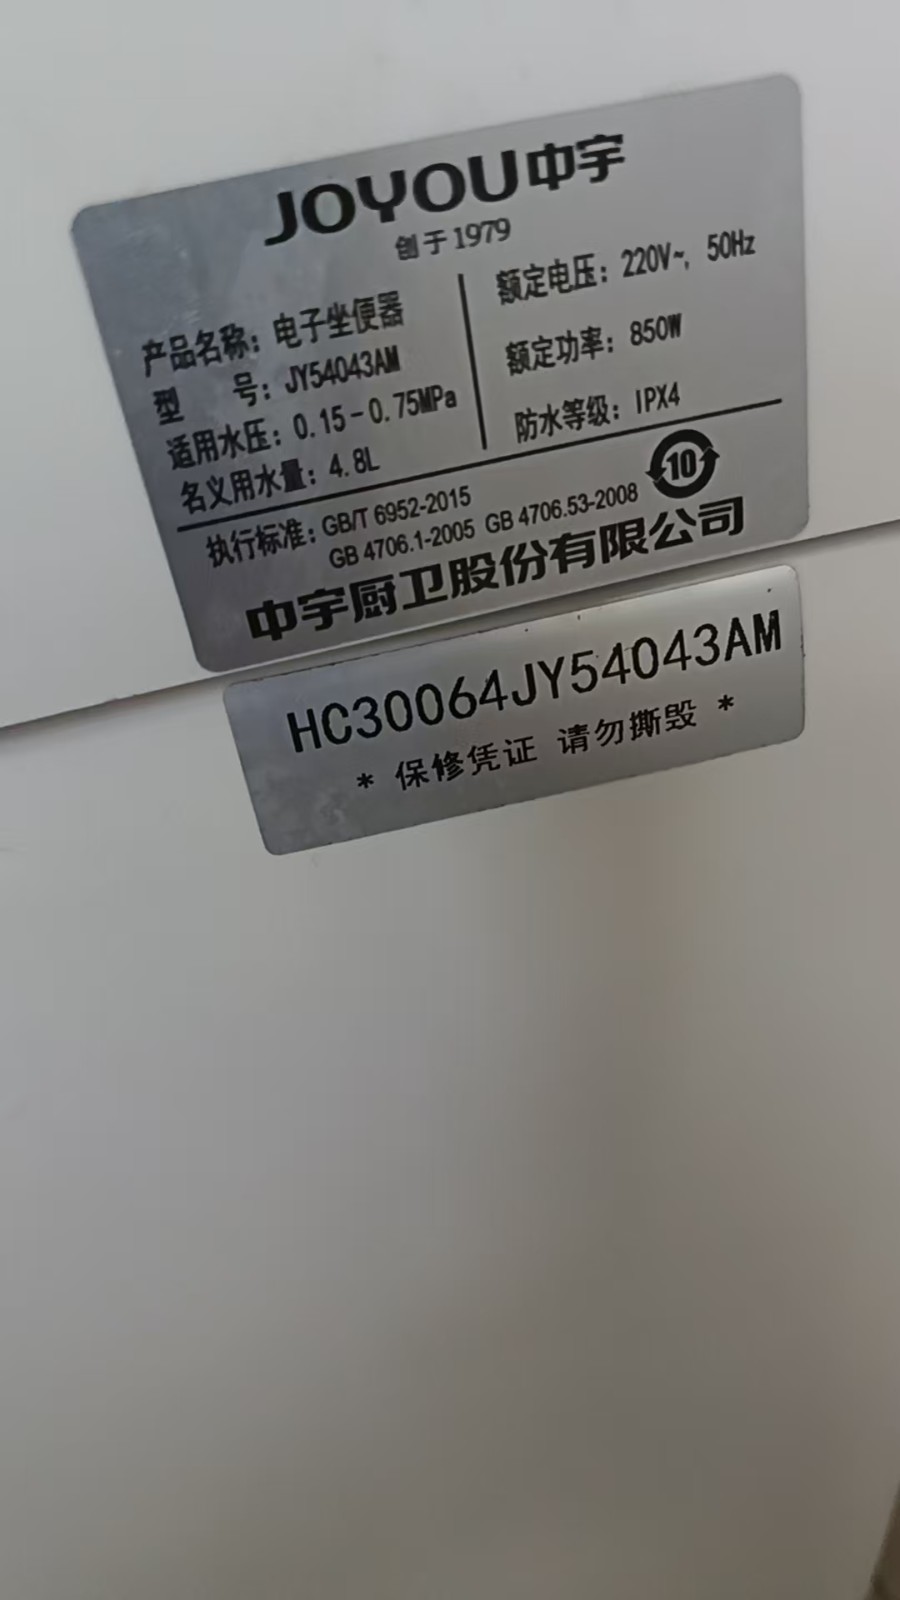 JOYOU中宇
创于1979
产品名称：电子坐便器
型 号：JY54043AM
适用水压：0.15-0.75MPa
名义用水量：4.8L
额定电压：220V~, 50Hz
额定功率：850W
防水等级：IPX4
执行标准：GB/T 6952-2015
GB 4706.1-2005 GB 4706.53-2008
10
中宇厨卫股份有限公司
HC30064JY54043AM
* 保修凭证 请勿撕毁 *